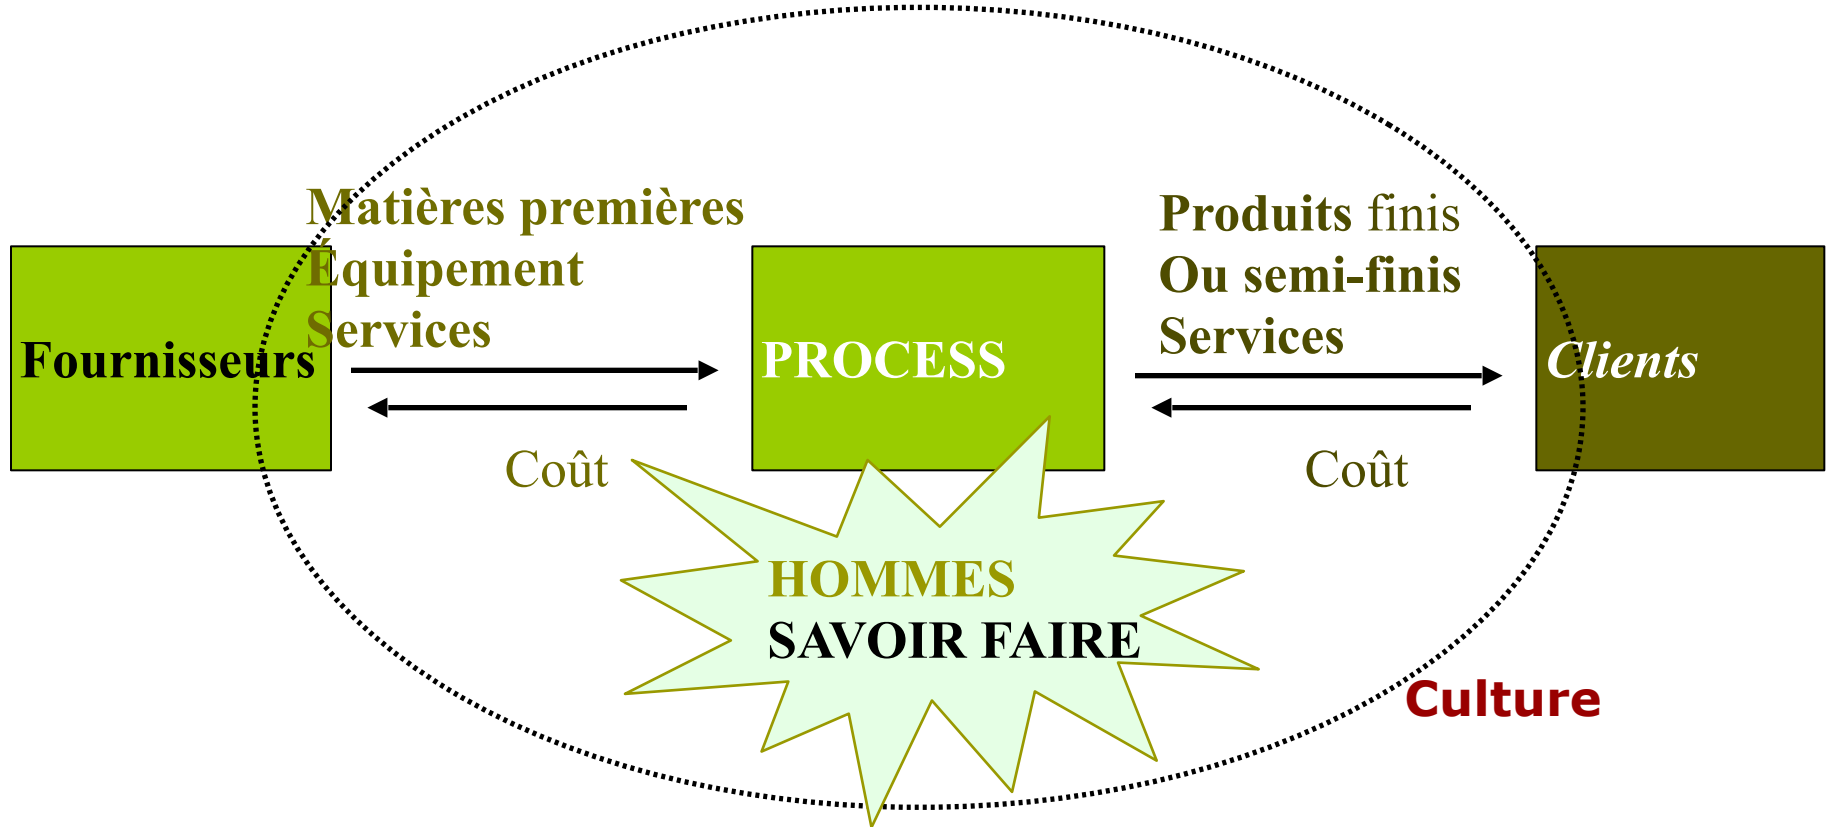 Matières premières
Équipement
Services
Fournisseurs
Coût
PROCESS
Produits finis
Ou semi-finis
Services
Coût
Clients
HOMMES
SAVOIR FAIRE
Culture